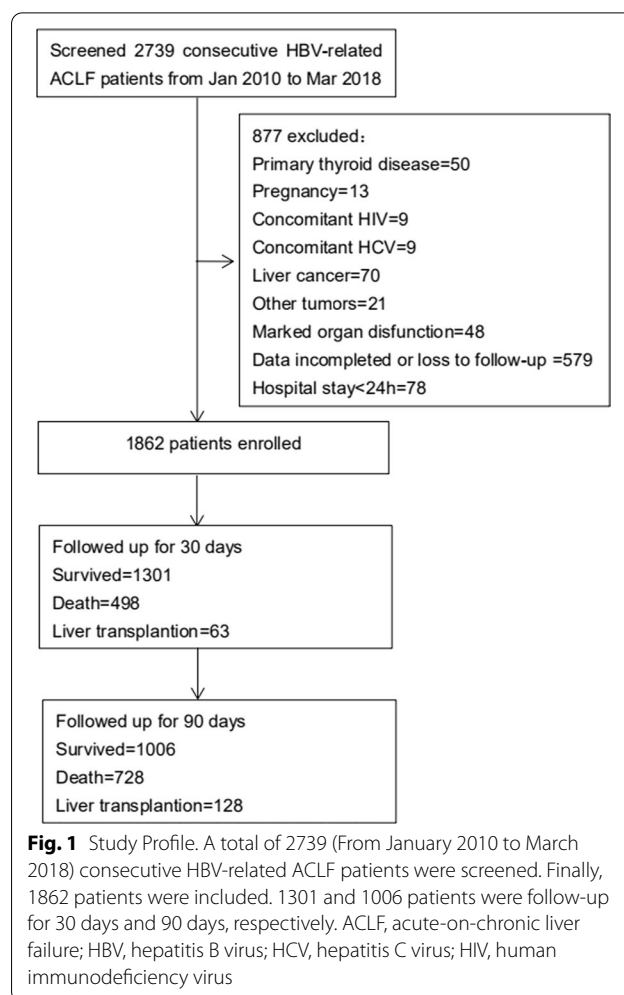 Screened 2739 consecutive HBV-related
ACLF patients from Jan 2010 to Mar 2018
877 excluded：
Primary thyroid disease=50
Pregnancy=13
Concomitant HIV=9
Concomitant HCV=9
Liver cancer=70
Other tumors=21
Marked organ disfunction=48
Data incompleted or loss to follow-up =579
Hospital stay<24h=78
1862 patients enrolled
Followed up for 30 days
Survived=1301
Death=498
Liver transplantion=63
Followed up for 90 days
Survived=1006
Death=728
Liver transplantion=128
Fig. 1 Study Profile. A total of 2739 (From January 2010 to March
2018) consecutive HBV-related ACLF patients were screened. Finally,
1862 patients were included. 1301 and 1006 patients were follow-up
for 30 days and 90 days, respectively. ACLF, acute-on-chronic liver
failure; HBV, hepatitis B virus; HCV, hepatitis C virus; HIV, human
immunodeficiency virus